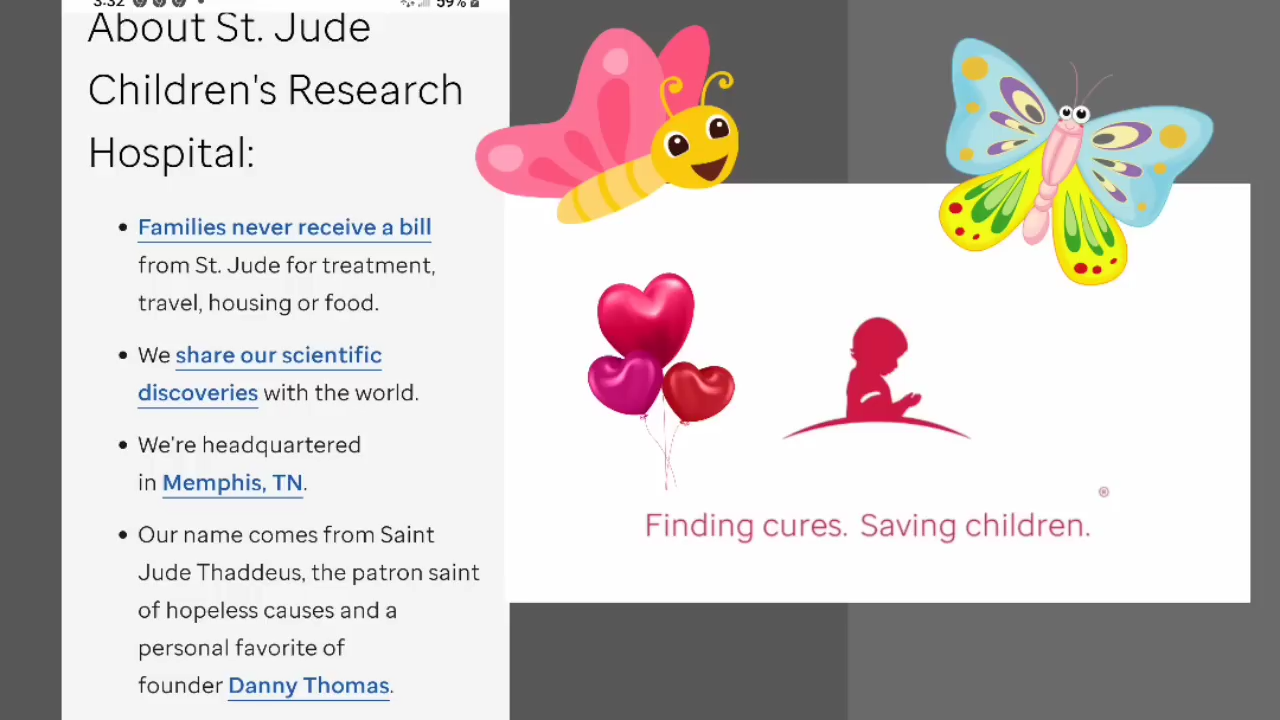 3:32
59%
About St. Jude
Children's Research
Hospital:
• Families never receive a bill
from St. Jude for treatment,
travel, housing or food.
• We share our scientific
discoveries with the world.
• We're headquartered
in Memphis, TN.
• Our name comes from Saint
Jude Thaddeus, the patron saint
of hopeless causes and a
personal favorite of
founder Danny Thomas.
®
Finding cures. Saving children.